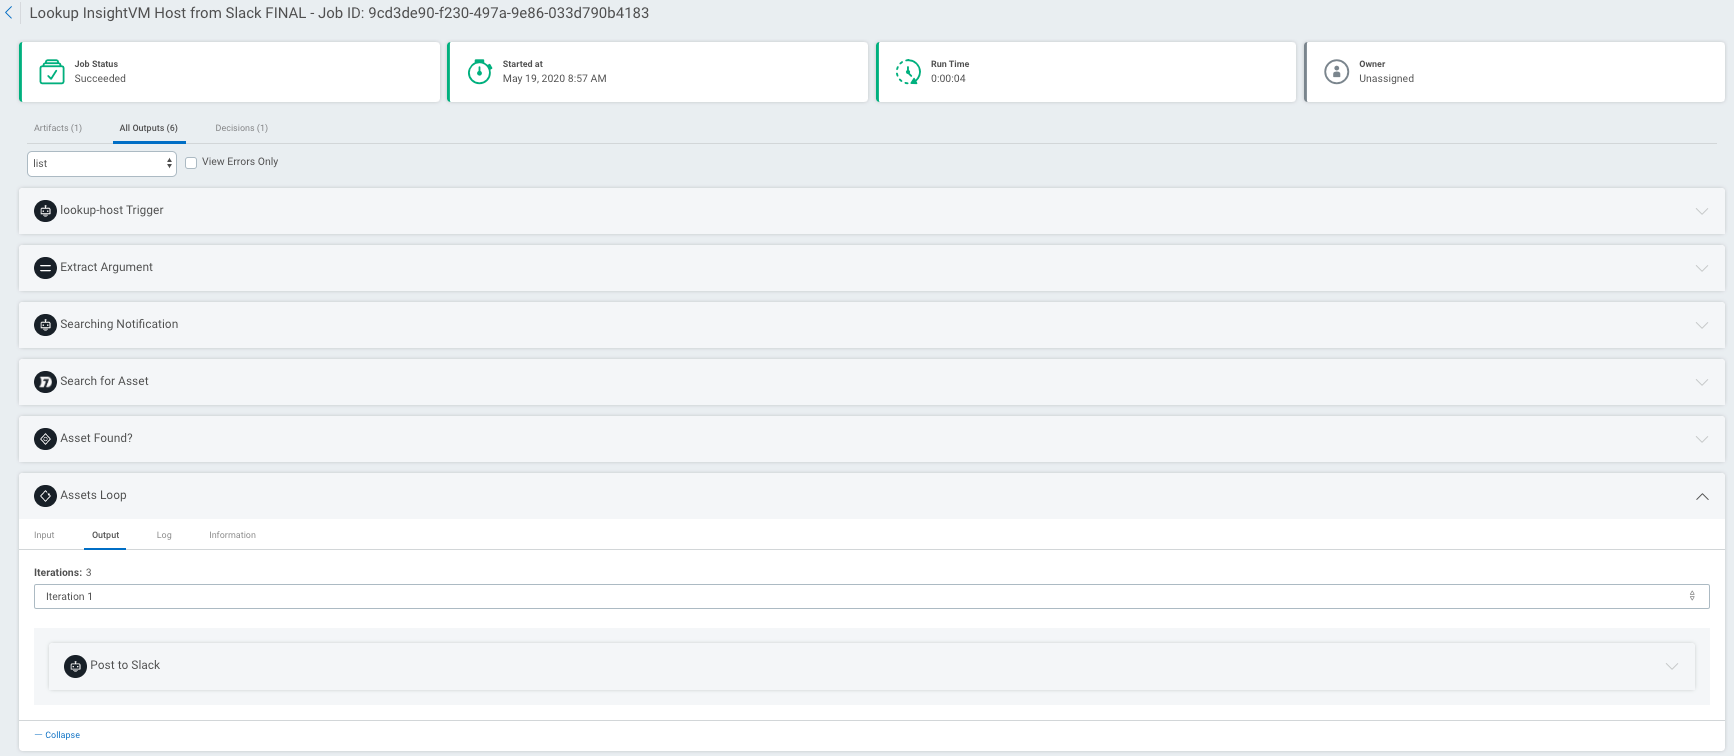 Lookup InsightVM Host from Slack FINAL - Job ID: 9cd3de90-f230-497a-9e86-033d790b4183
Job Status
Succeeded
Started at
May 19, 2020 8:57 AM
Run Time
0:00:04
Owner
Unassigned
Artifacts (1)
All Outputs (6)
Decisions (1)
list
View Errors Only
lookup-host Trigger
Extract Argument
Searching Notification
Search for Asset
Asset Found?
Assets Loop
Input
Output
Log
Information
Iterations: 3
Iteration 1
Post to Slack
— Collapse